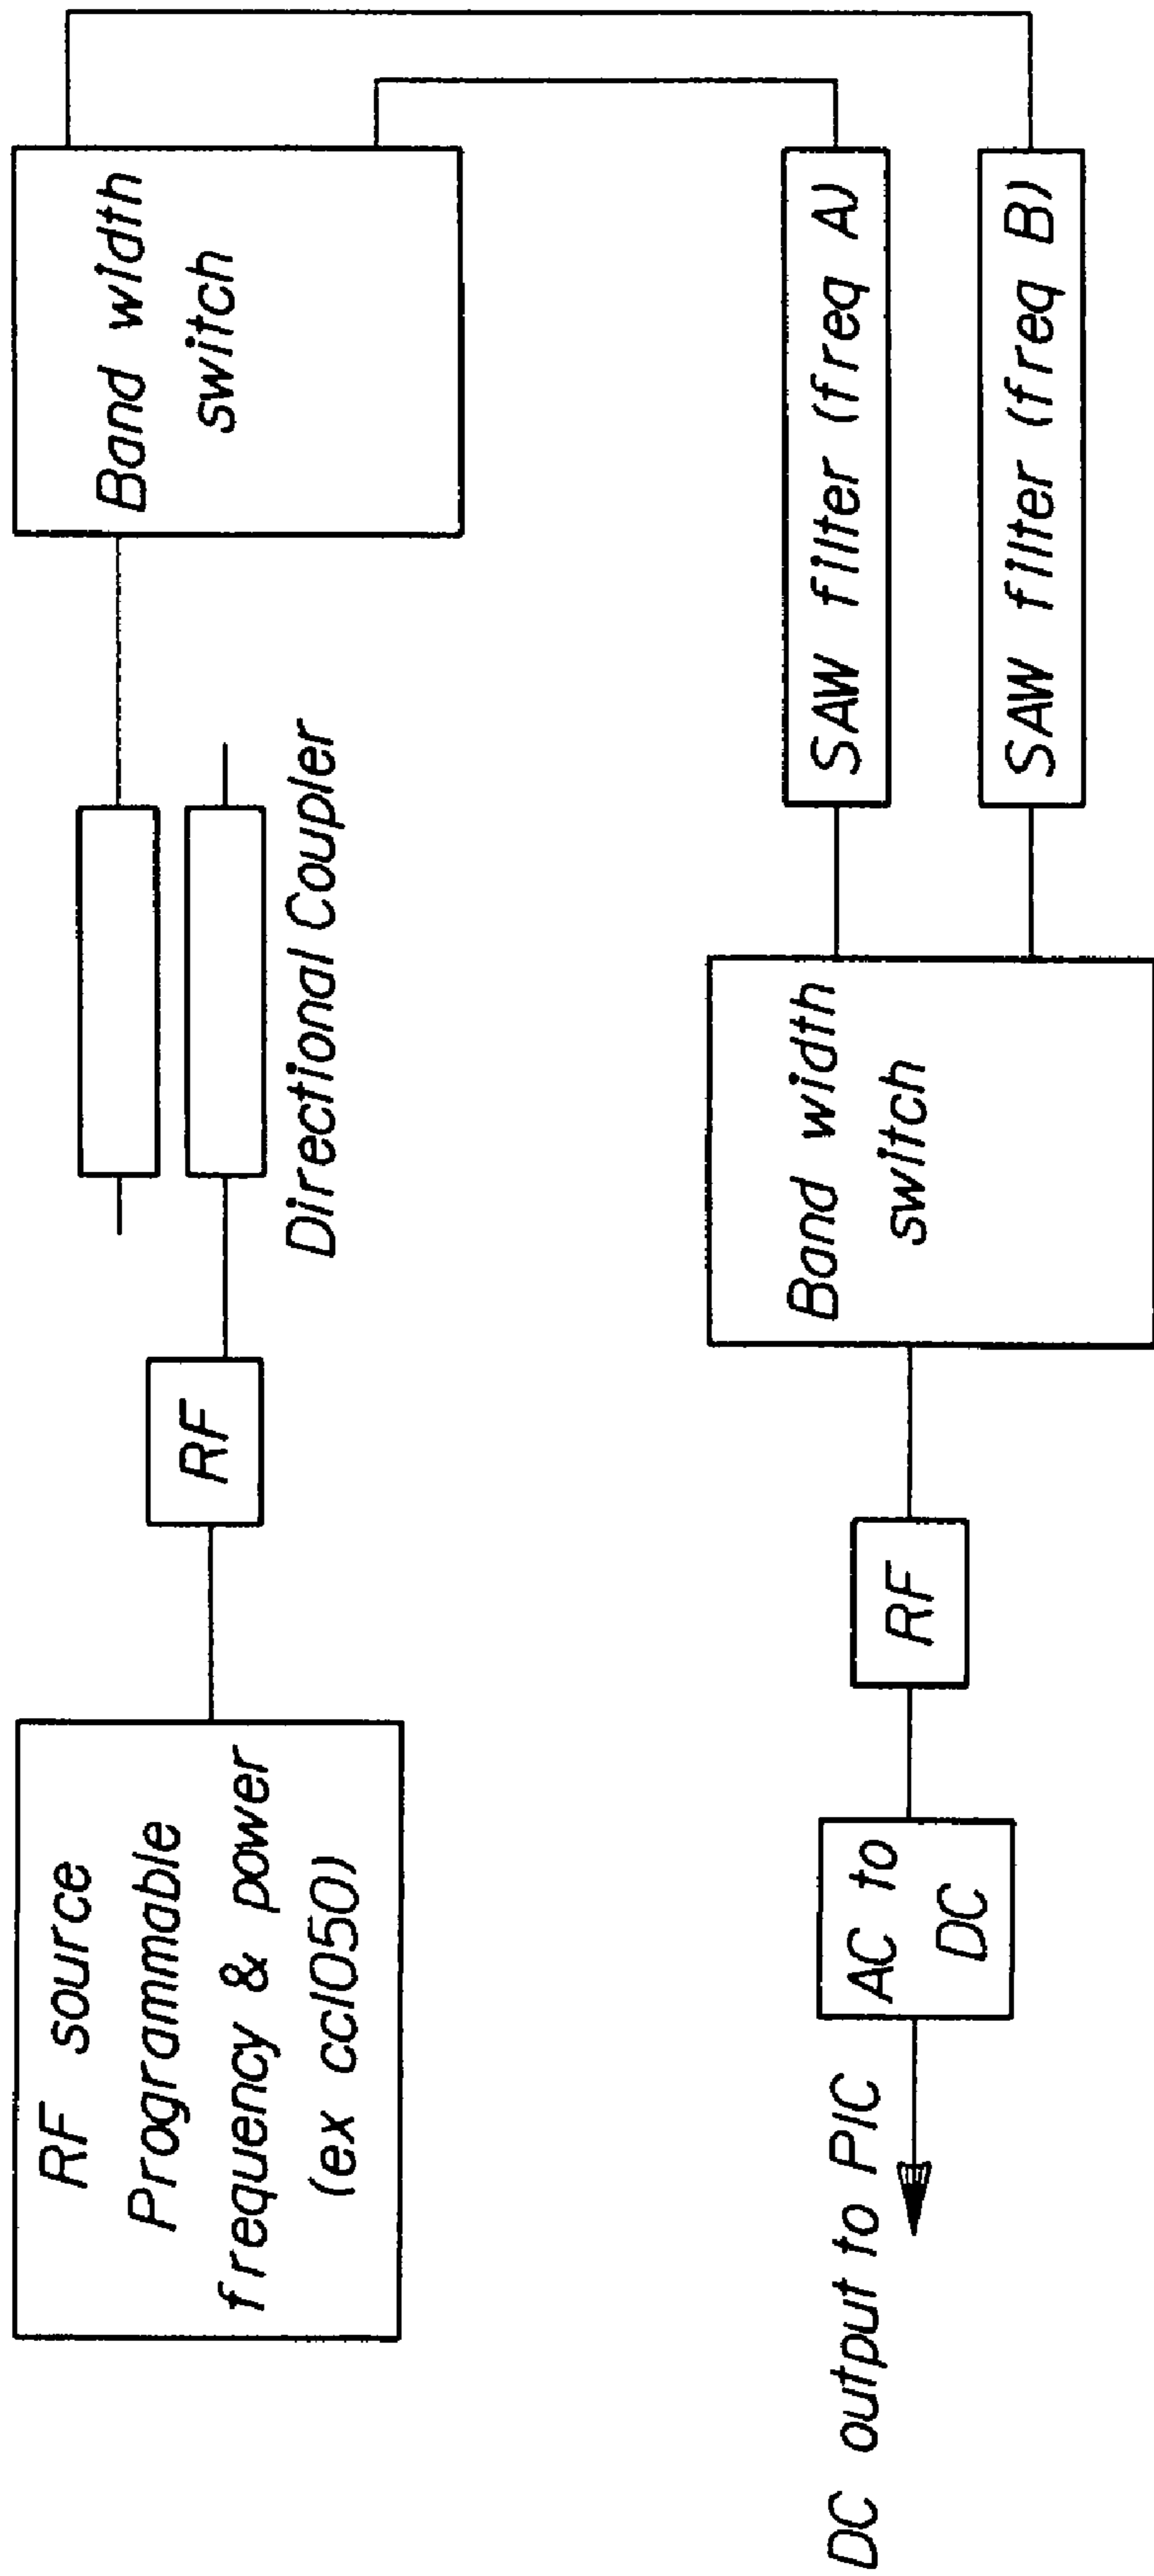 RF source
Programmable
frequency & power
(ex cc1050)
RF
Directional Coupler
Band width
switch
DC output to PIC
AC to
DC
RF
Band width
switch
SAW filter (freq A)
SAW filter (freq B)